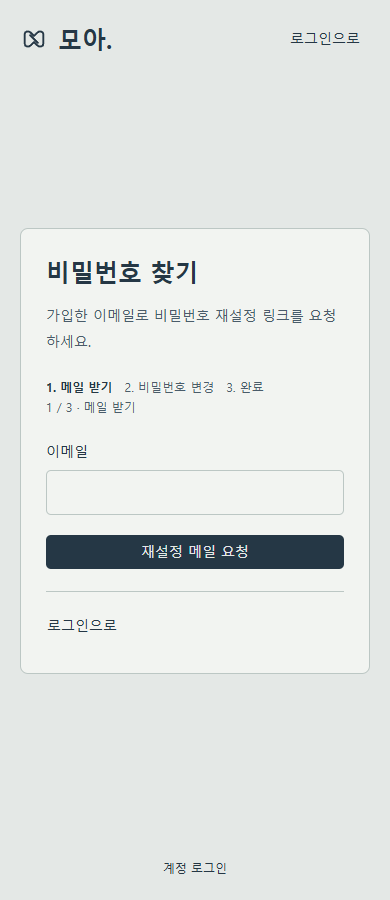 모아.
로그인으로
비밀번호 찾기
가입한 이메일로 비밀번호 재설정 링크를 요청
하세요.
1. 메일 받기 2. 비밀번호 변경 3. 완료
1 / 3 · 메일 받기
이메일
재설정 메일 요청
로그인으로
계정 로그인